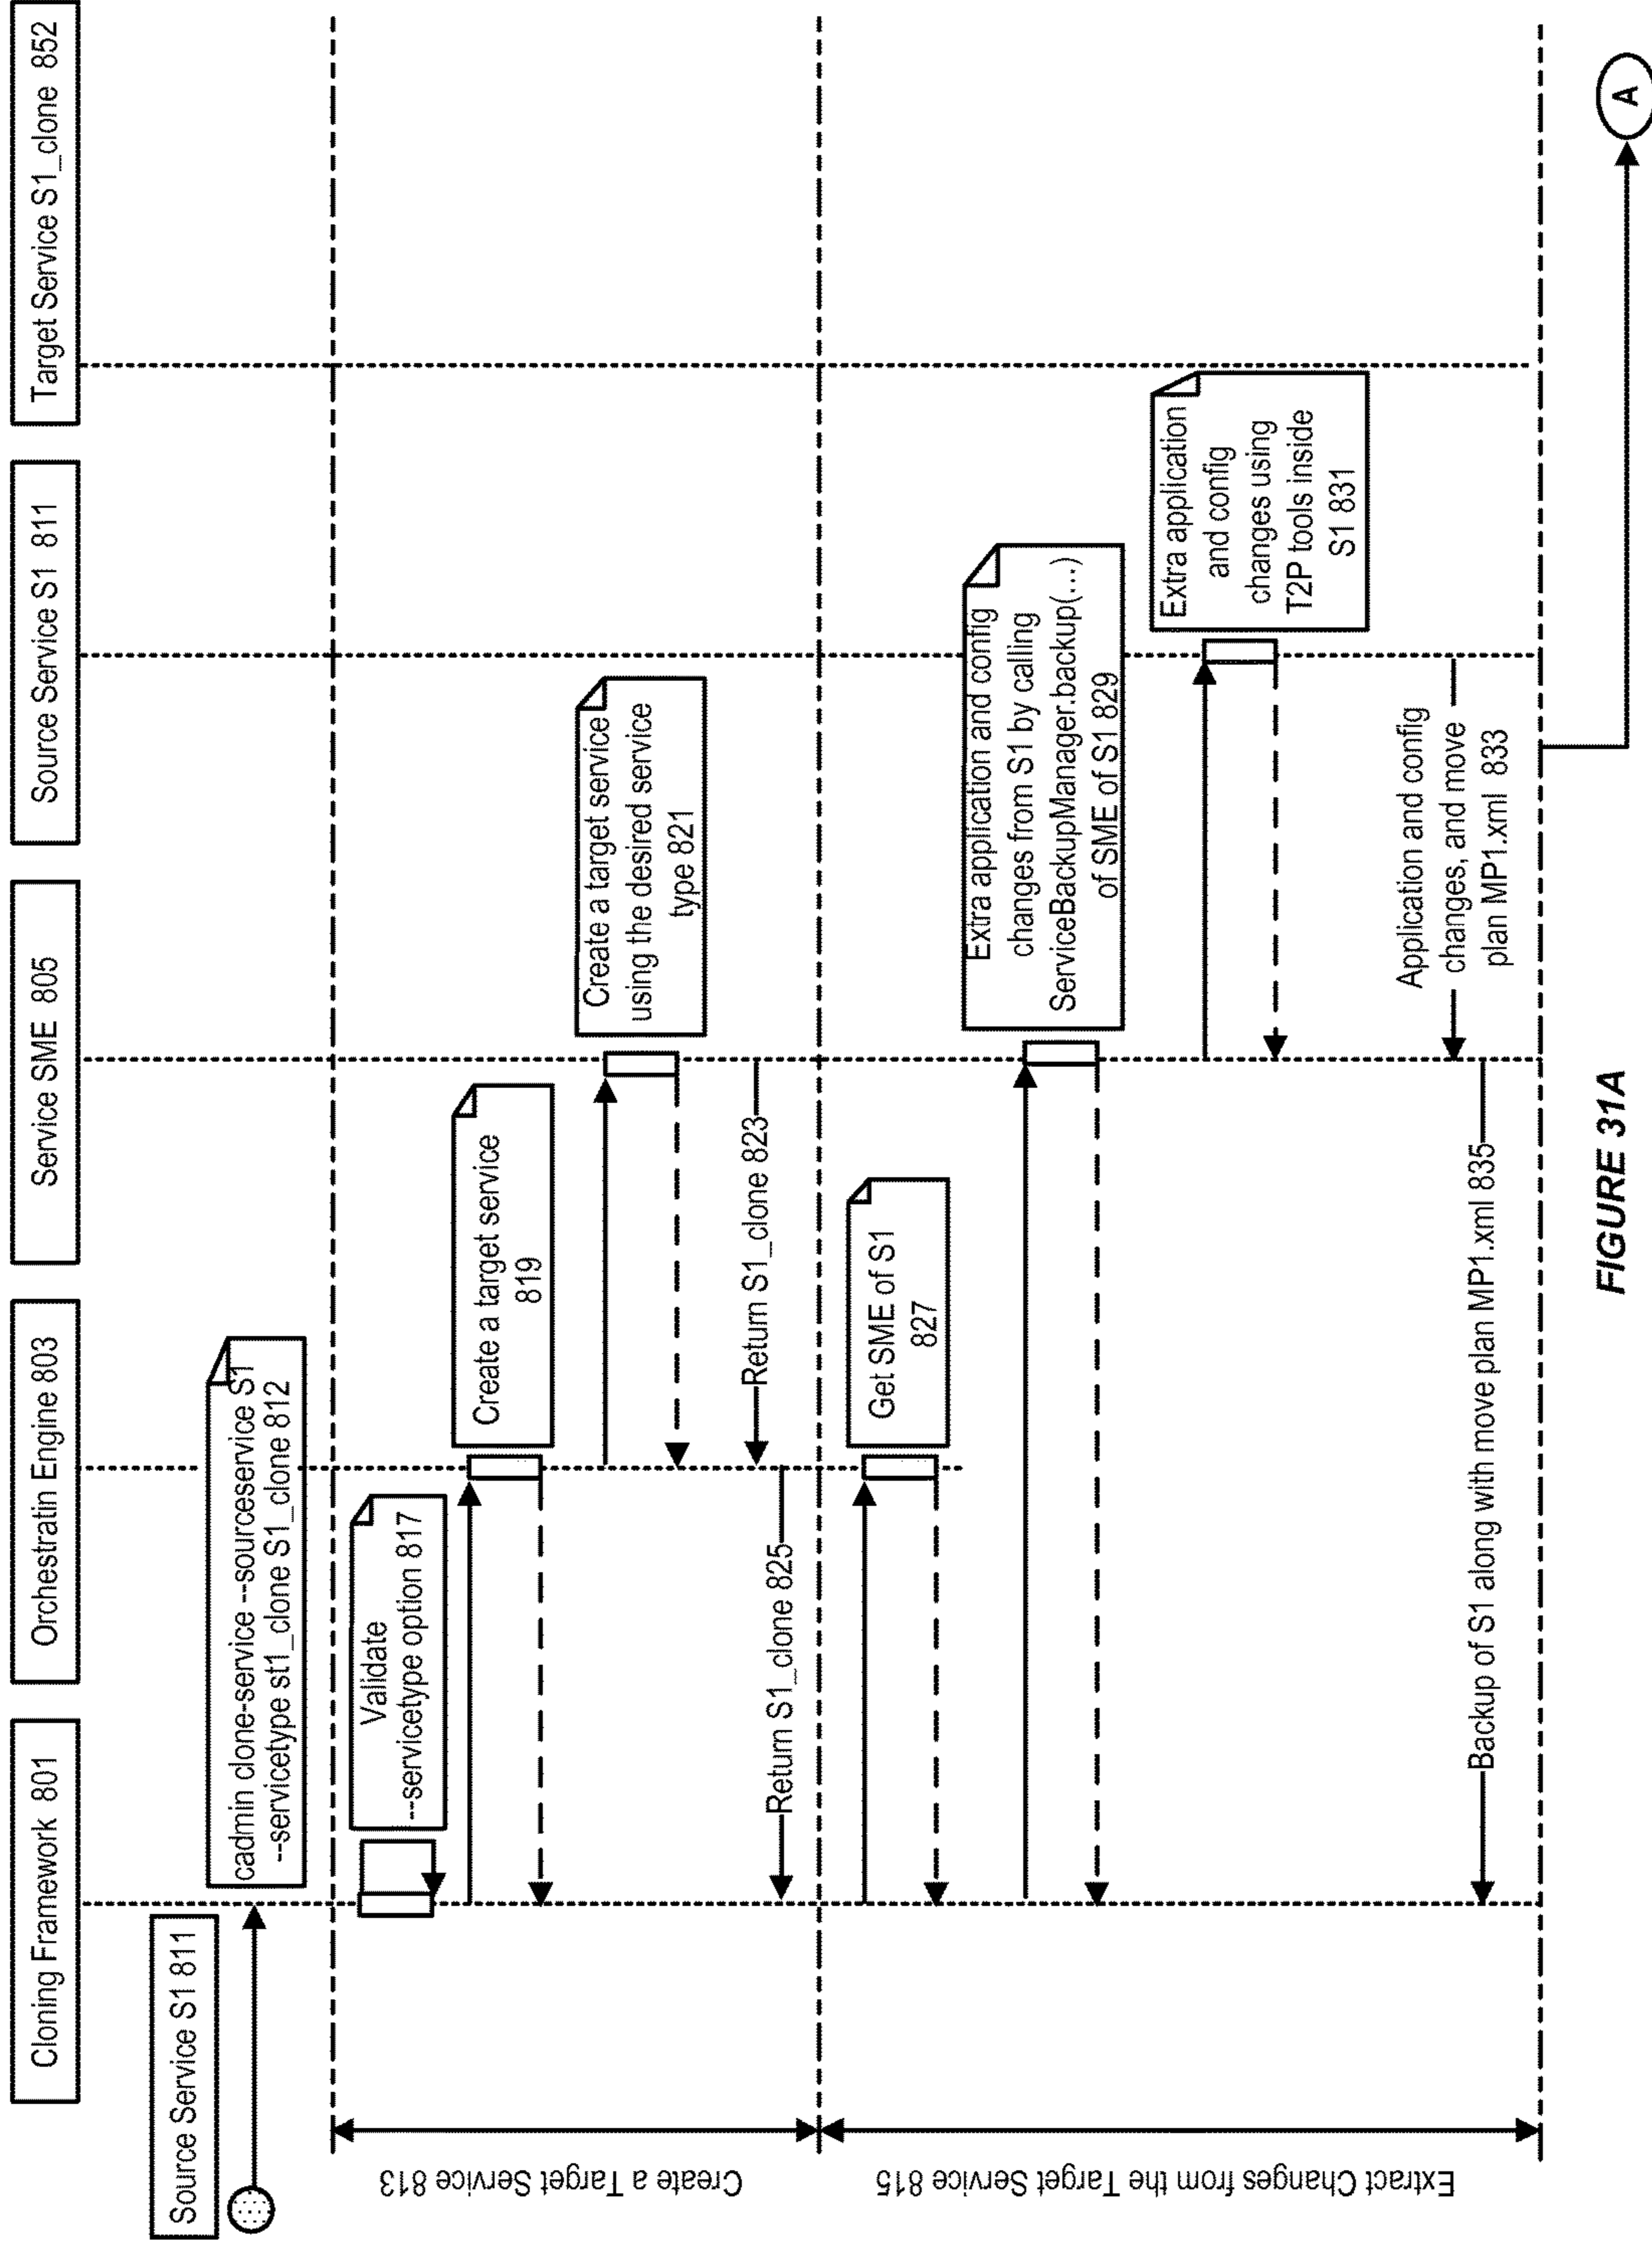 Cloning Framework 801
Orchestratin Engine 803
Service SME 805
Source Service S1 811
Target Service S1_clone 852
Source Service S1 811
cadmin clone-service --sourceservice S1
--servicetype st1_clone S1_clone 812
Create a Target Service 813
Validate
--servicetype option 817
Create a target service
819
Create a target service
using the desired service
type 821
Return S1_clone 823
Return S1_clone 825
Extract Changes from the Target Service 815
Get SME of S1
827
Extra application and config
changes from S1 by calling
ServiceBackupManager.backup(...)
of SME of S1 829
Extra application
and config
changes using
T2P tools inside
S1 831
Application and config
changes, and move
plan MP1.xml 833
Backup of S1 along with move plan MP1.xml 835
A
FIGURE 31A